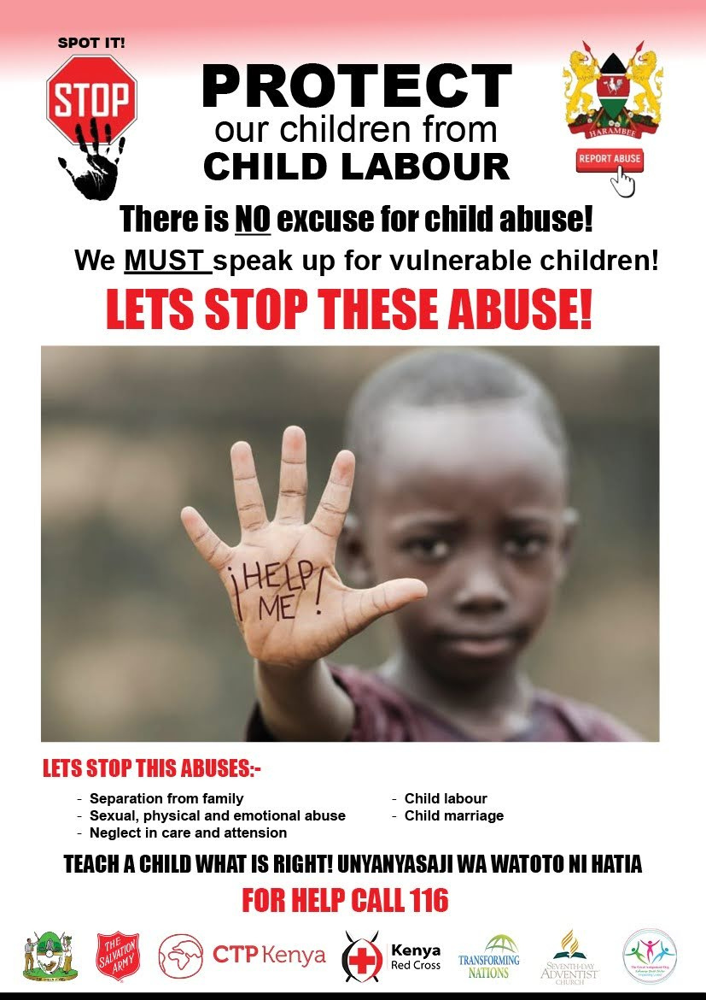 SPOT IT!
STOP
PROTECT
our children from
CHILD LABOUR
HARAMBEE
REPORT ABUSE
There is NO excuse for child abuse!
We MUST speak up for vulnerable children!
LETS STOP THESE ABUSE!
¡HELP
ME!
LETS STOP THIS ABUSES:-
- Separation from family
- Sexual, physical and emotional abuse
- Neglect in care and attension
- Child labour
- Child marriage
TEACH A CHILD WHAT IS RIGHT! UNYANYASAJI WA WATOTO NI HATIA
FOR HELP CALL 116
THE
SALVATION
ARMY
CTP Kenya
Kenya
Red Cross
TRANSFORMING
NATIONS
SEVENTH-DAY
ADVENTIST
CHURCH